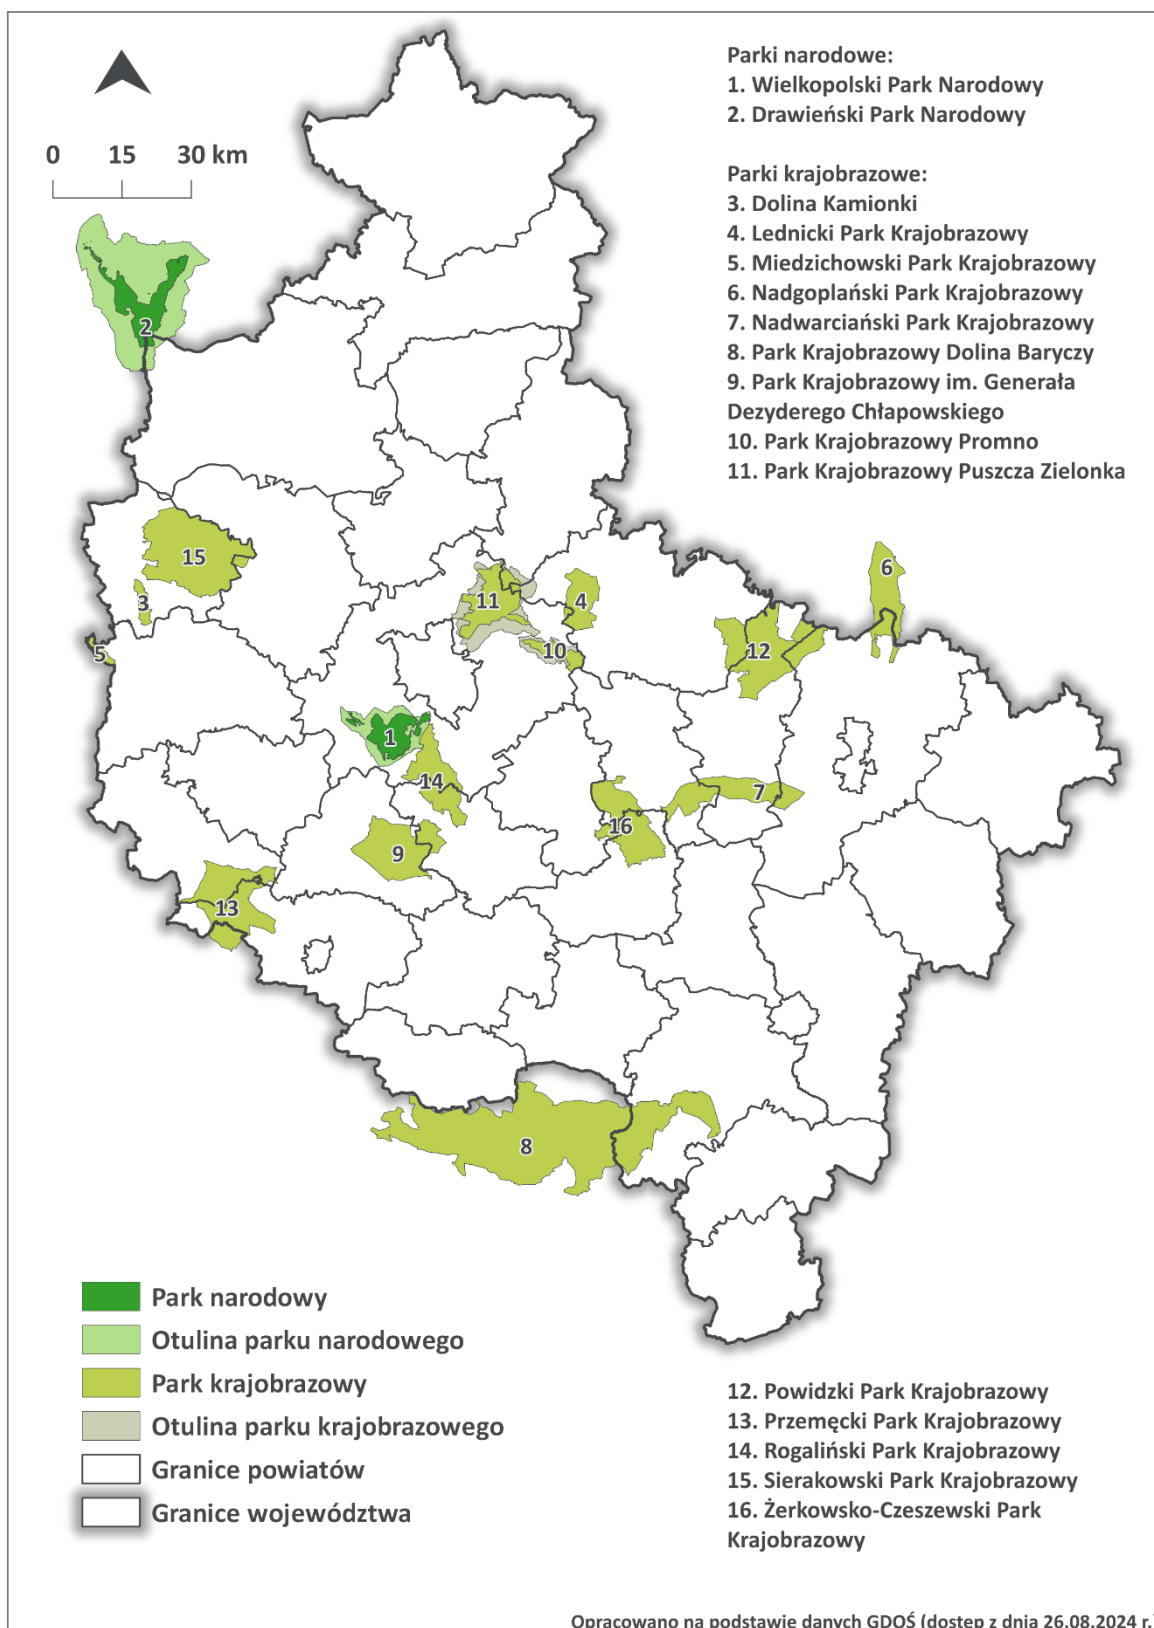 Parki narodowe:
1. Wielkopolski Park Narodowy
2. Drawieński Park Narodowy
0 15 30 km
Parki krajobrazowe:
3. Dolina Kamionki
4. Lednicki Park Krajobrazowy
5. Miedzichowski Park Krajobrazowy
6. Nadgoplański Park Krajobrazowy
7. Nadwarciański Park Krajobrazowy
8. Park Krajobrazowy Dolina Baryczy
9. Park Krajobrazowy im. Generała
Dezyderego Chłapowskiego
10. Park Krajobrazowy Promno
11. Park Krajobrazowy Puszcza Zielonka
2
15
6
3
11
4
5
10
12
1
14
7
16
9
13
8
Park narodowy
Otulina parku narodowego
Park krajobrazowy
Otulina parku krajobrazowego
Granice powiatów
Granice województwa
12. Powidzki Park Krajobrazowy
13. Przemęcki Park Krajobrazowy
14. Rogaliński Park Krajobrazowy
15. Sierakowski Park Krajobrazowy
16. Żerkowsko-Czeszewski Park
Krajobrazowy
Opracowano na podstawie danych GDOŚ (dostęp z dnia 26.08.2024 r.)